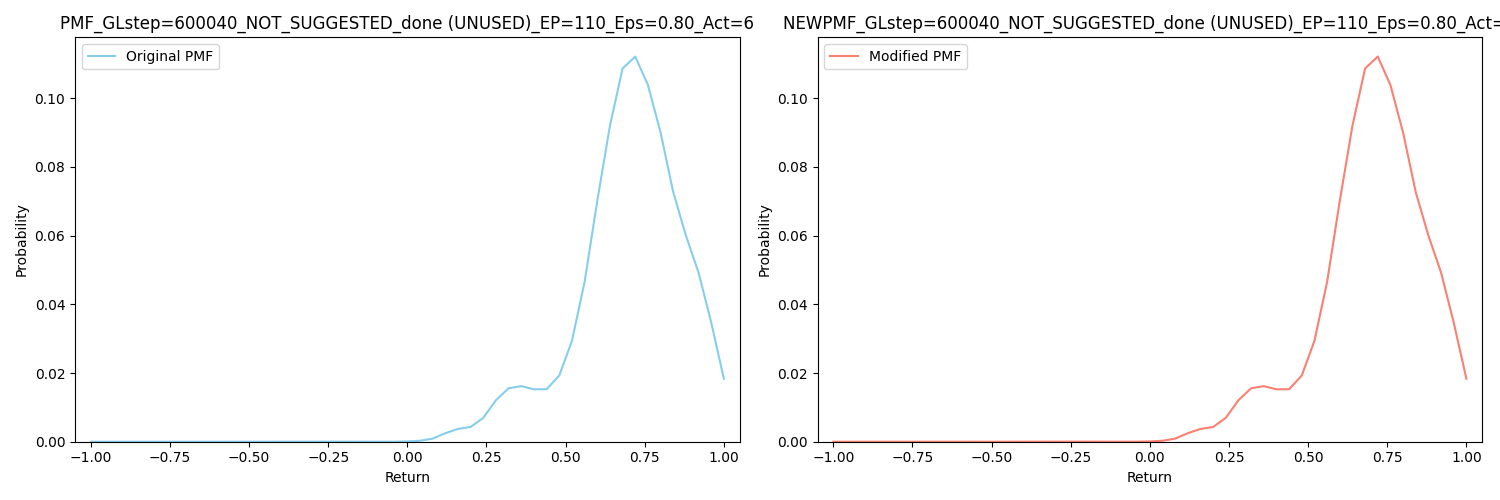 PMF_GLstep=600040_NOT_SUGGESTED_done (UNUSED)_EP=110_Eps=0.80_Act=6
Original PMF
Probability
0.10
0.08
0.06
0.04
0.02
0.00
−1.00 −0.75 −0.50 −0.25 0.00 0.25 0.50 0.75 1.00
Return
NEWPMF_GLstep=600040_NOT_SUGGESTED_done (UNUSED)_EP=110_Eps=0.80_Act=
Modified PMF
Probability
0.10
0.08
0.06
0.04
0.02
0.00
−1.00 −0.75 −0.50 −0.25 0.00 0.25 0.50 0.75 1.00
Return